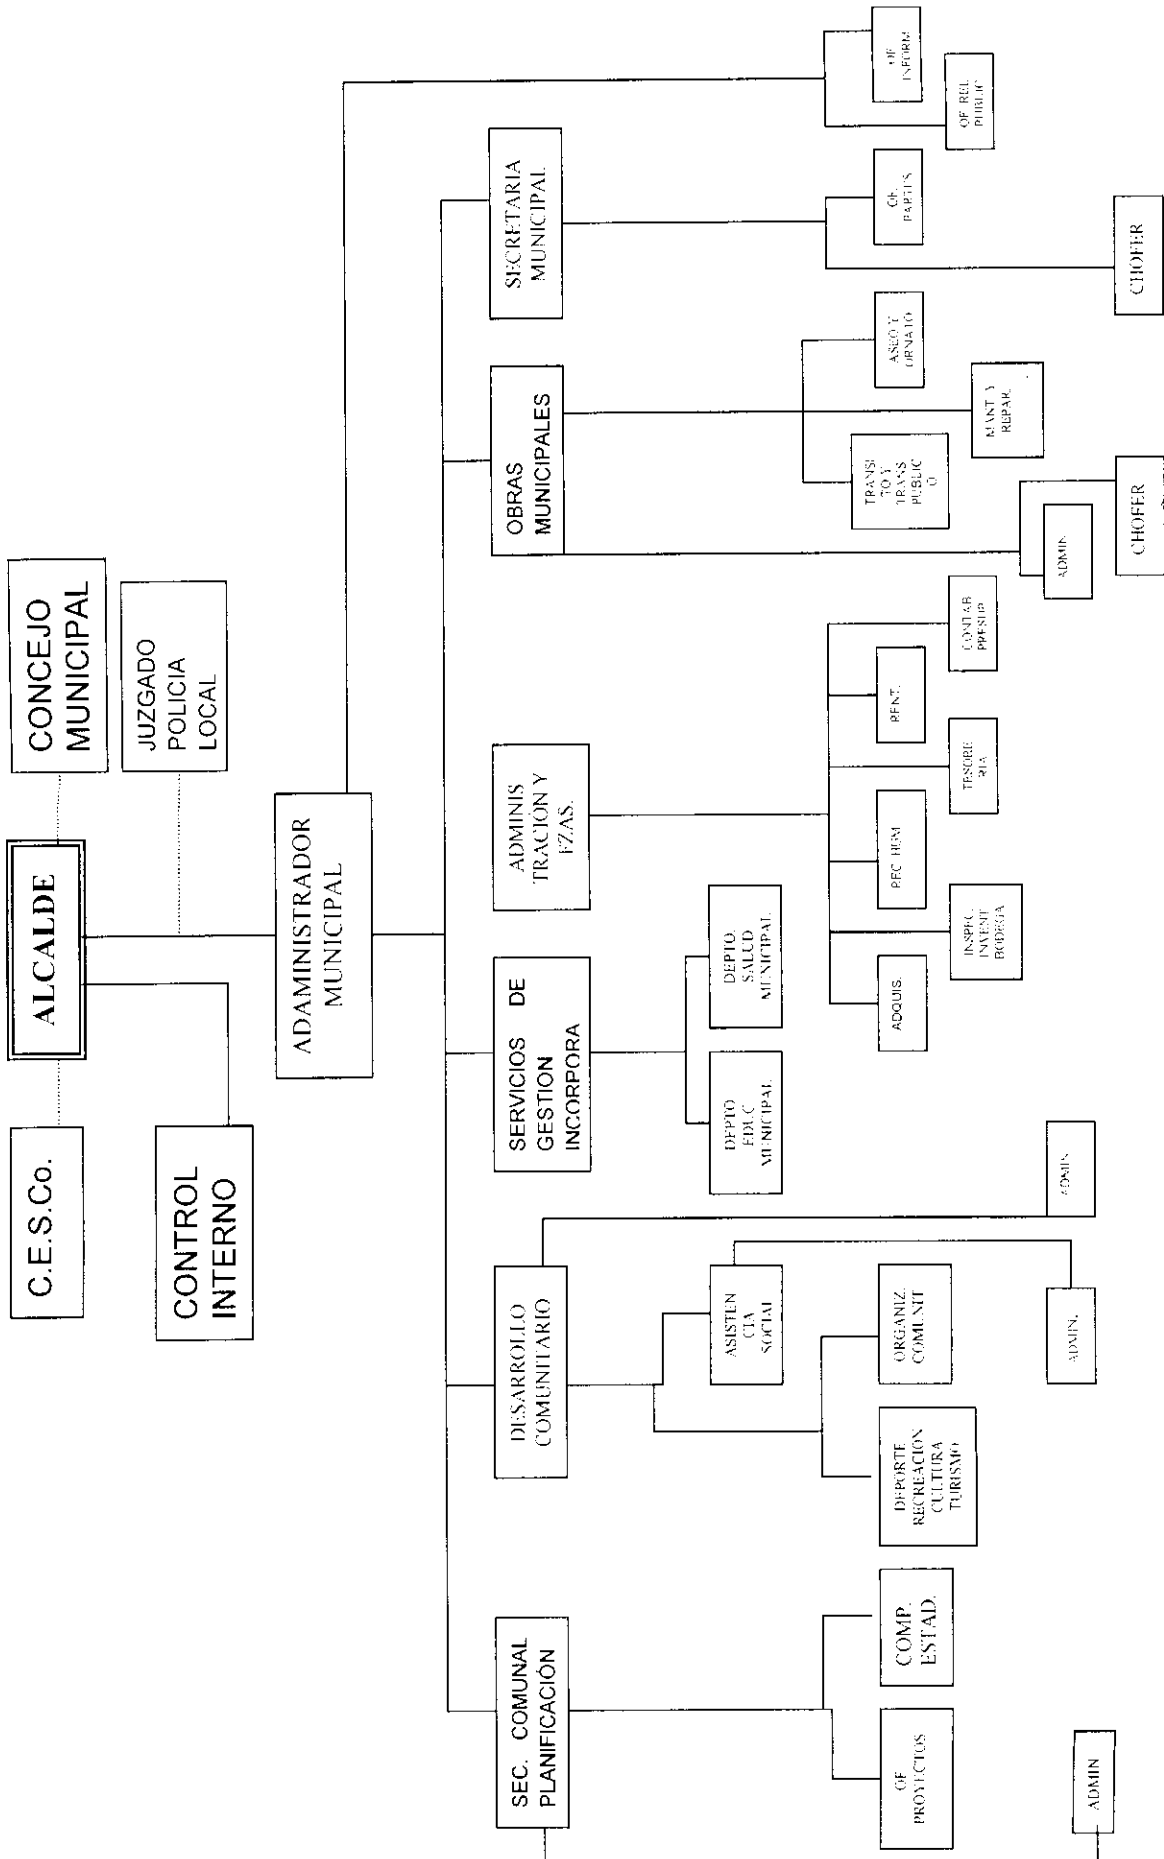 C.E.S.Co.
ALCALDE
CONCEJO
MUNICIPAL
CONTROL
INTERNO
JUZGADO
POLICIA
LOCAL
ADAMINISTRADOR
MUNICIPAL
SEC. COMUNAL
PLANIFICACIÓN
DESARROLLO
COMUNITARIO
SERVICIOS DE
GESTION
INCORPORA
ADMINIS
TRACIÓN Y
FZAS.
OBRAS
MUNICIPALES
SECRETARIA
MUNICIPAL
ASISTEN
CIA
SOCIAL
DEPTO
EDUC
MUNICIPAL
DEPTO.
SALUD
MUNICIPAL
OF
PROYECTOS
COMP.
ESTAD.
DEPORTE
RECREACION
CULTURA
TURISMO
ORGANIZ.
COMUNIT
ADQUIS.
INSPEC.
INVENT
BODEGA
REC HUM
TESORE
RIA
RENT.
CONTAB
PRESUP
TRANSI
TO Y
TRANS
PUBLIC
O
MANT. Y
REPAR.
ASEO Y
ORNATO
OF
PARTES
OF REL
PUBLIC
OF
INFORM
ADMIN
ADMIN.
ADMIN
ADMIN
CHOFER
CHOFER